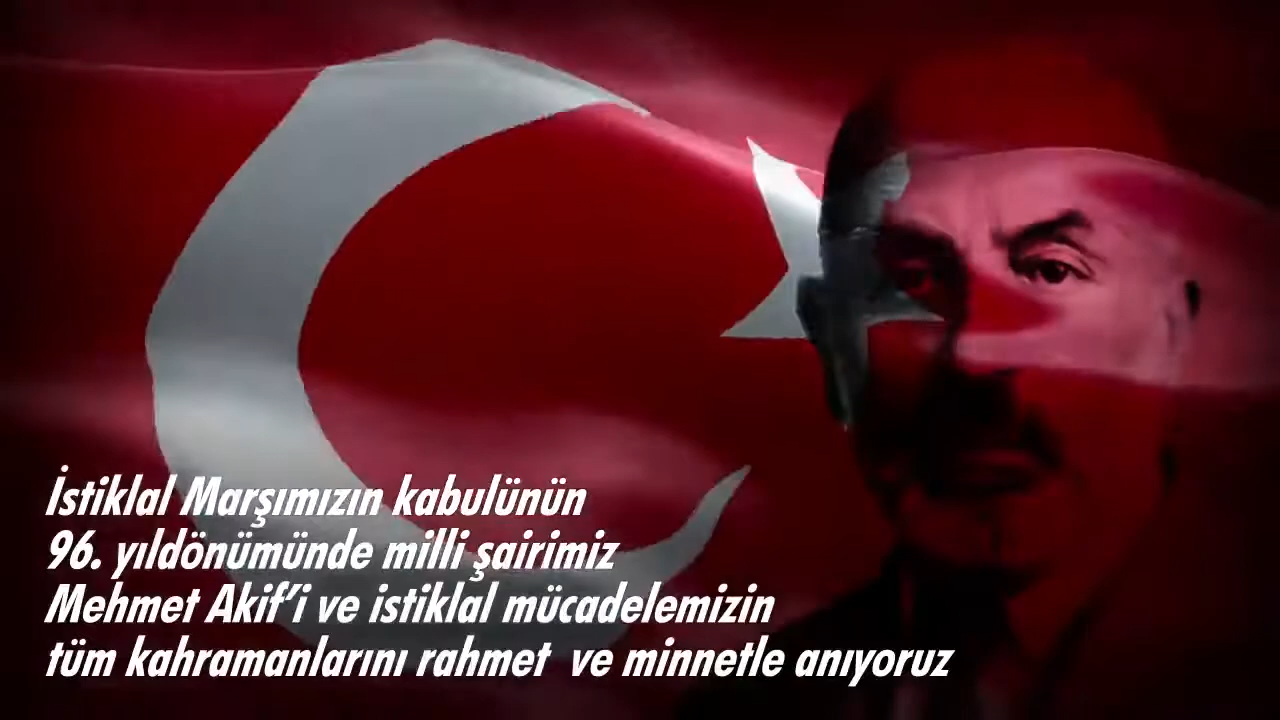 İstiklal Marşımızın kabulünün
96. yıldönümünde milli şairimiz
Mehmet Akif'i ve istiklal mücadelemizin
tüm kahramanlarını rahmet ve minnetle anıyoruz